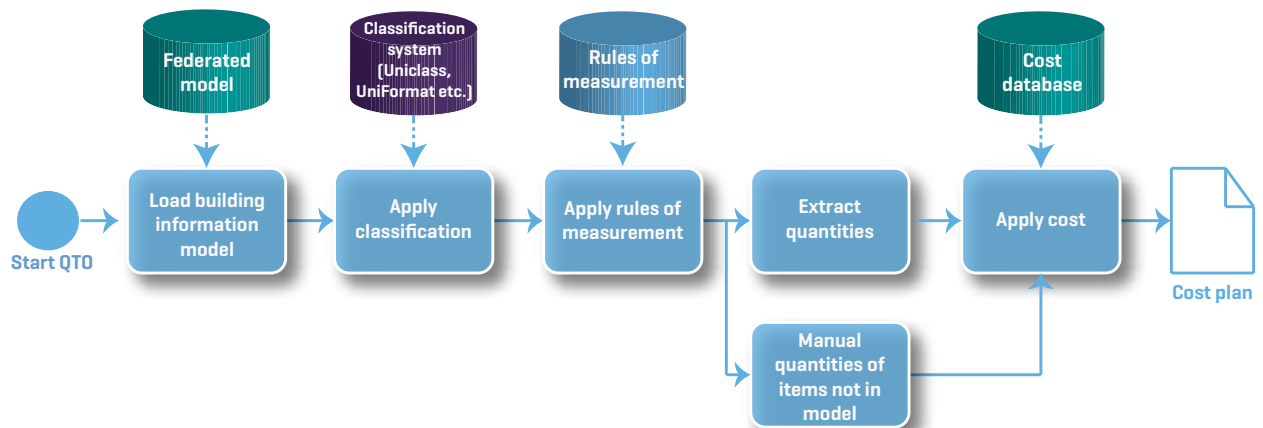 Federated
model
Classification
system
(Uniclass,
UniFormat etc.)
Rules of
measurement
Cost
database
Start QTO
Load building
information
model
Apply
classification
Apply rules of
measurement
Extract
quantities
Apply cost
Cost plan
Manual
quantities of
items not in
model